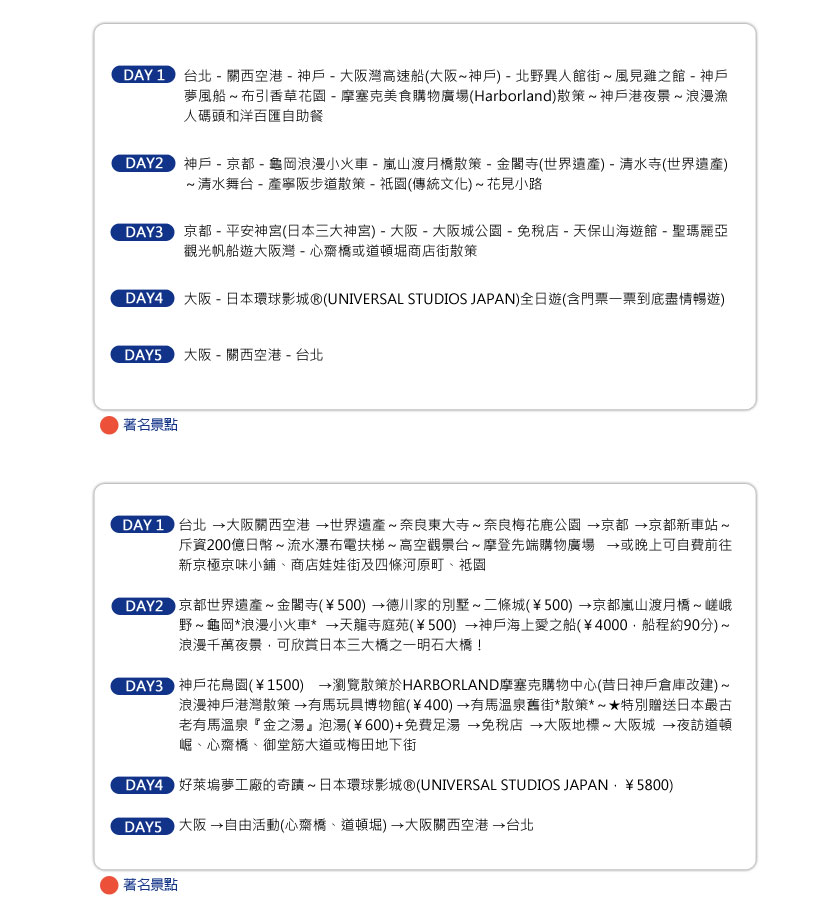 DAY 1 台北 - 關西空港 - 神戶 - 大阪灣高速船(大阪~神戶) - 北野異人館街~風見雞之館 - 神戶
夢風船~布引香草花園 - 摩塞克美食購物廣場(Harborland)散策~神戶港夜景~浪漫漁
人碼頭和洋百匯自助餐
DAY2 神戶 - 京都 - 龜岡浪漫小火車 - 嵐山渡月橋散策 - 金閣寺(世界遺產) - 清水寺(世界遺產)
~清水舞台 - 產寧阪步道散策 - 祇園(傳統文化)~花見小路
DAY3 京都 - 平安神宮(日本三大神宮) - 大阪 - 大阪城公園 - 免稅店 - 天保山海遊館 - 聖瑪麗亞
觀光帆船遊大阪灣 - 心齋橋或道頓堀商店街散策
DAY4 大阪 - 日本環球影城®(UNIVERSAL STUDIOS JAPAN)全日遊(含門票一票到底盡情暢遊)
DAY5 大阪 - 關西空港 - 台北
著名景點
DAY 1 台北 →大阪關西空港 →世界遺產~奈良東大寺~奈良梅花鹿公園 →京都 →京都新車站~
斥資200億日幣~流水瀑布電扶梯~高空觀景台~摩登先端購物廣場 →或晚上可自費前往
新京極京味小鋪、商店娃娃街及四條河原町、祗園
DAY2 京都世界遺產~金閣寺(¥500) →德川家的別墅~二條城(¥500) →京都嵐山渡月橋~嵯峨
野~龜岡*浪漫小火車* →天龍寺庭苑(¥500) →神戶海上愛之船(¥4000，船程約90分)~
浪漫千萬夜景，可欣賞日本三大橋之一明石大橋！
DAY3 神戶花鳥園(¥1500) →瀏覽散策於HARBORLAND摩塞克購物中心(昔日神戶倉庫改建)~
浪漫神戶港灣散策 →有馬玩具博物館(¥400) →有馬溫泉舊街*散策*~★特別贈送日本最古
老有馬溫泉『金之湯』泡湯(¥600)+免費足湯 →免稅店 →大阪地標~大阪城 →夜訪道頓
崛、心齋橋、御堂筋大道或梅田地下街
DAY4 好萊塢夢工廠的奇蹟~日本環球影城®(UNIVERSAL STUDIOS JAPAN，¥5800)
DAY5 大阪 →自由活動(心齋橋、道頓堀) →大阪關西空港 →台北
著名景點